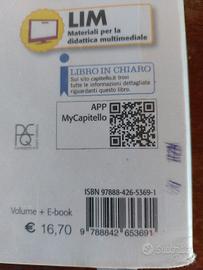 LIM
Materiali per la
didattica multimediale
LIBRO IN CHIARO
Sul sito capitello.it trovi
tutte le informazioni dettagliate
riguardanti questo libro.
APP
MyCapitello
ISBN 97888-426-5369-1
Volume + E-book
€ 16,70
9 788842 653691
subito